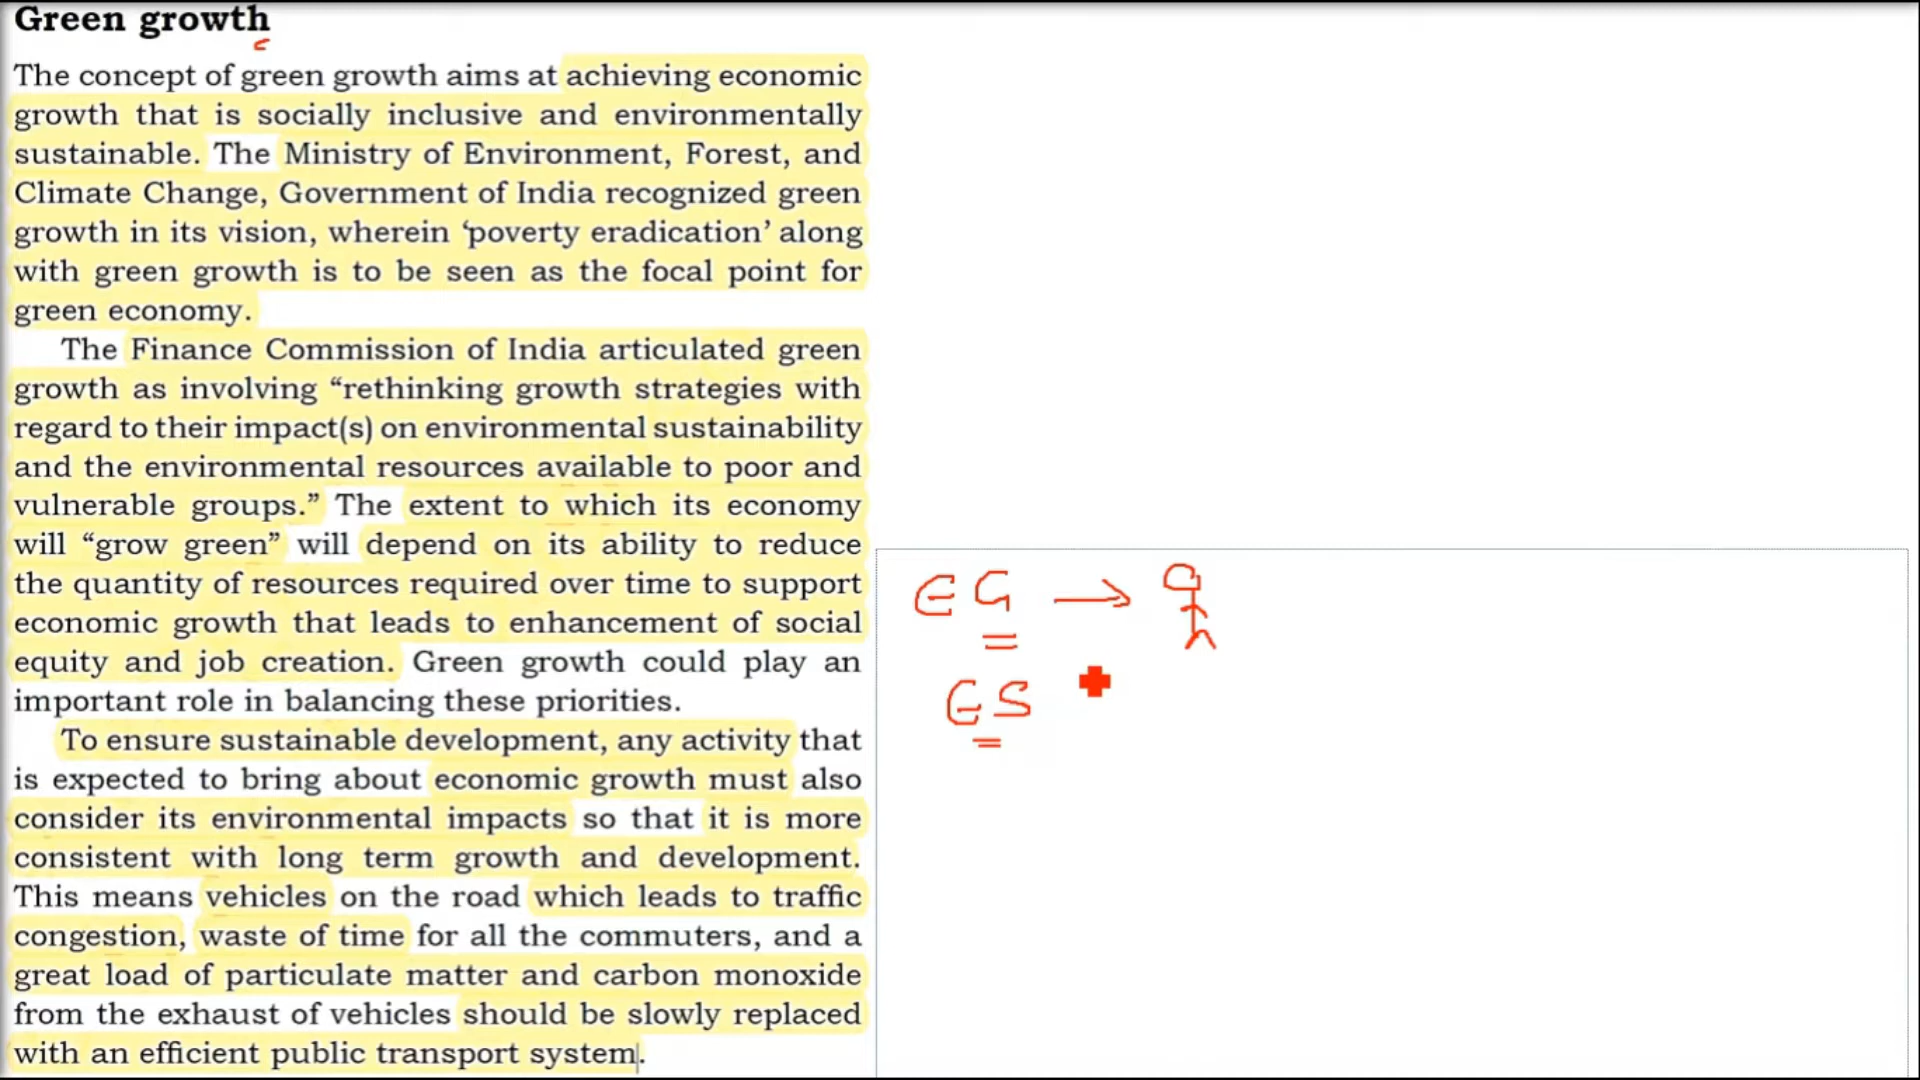 Green growth
The concept of green growth aims at achieving economic
growth that is socially inclusive and environmentally
sustainable. The Ministry of Environment, Forest, and
Climate Change, Government of India recognized green
growth in its vision, wherein ‘poverty eradication’ along
with green growth is to be seen as the focal point for
green economy.
The Finance Commission of India articulated green
growth as involving “rethinking growth strategies with
regard to their impact(s) on environmental sustainability
and the environmental resources available to poor and
vulnerable groups.” The extent to which its economy
will “grow green” will depend on its ability to reduce
the quantity of resources required over time to support
economic growth that leads to enhancement of social
equity and job creation. Green growth could play an
important role in balancing these priorities.
To ensure sustainable development, any activity that
is expected to bring about economic growth must also
consider its environmental impacts so that it is more
consistent with long term growth and development.
This means vehicles on the road which leads to traffic
congestion, waste of time for all the commuters, and a
great load of particulate matter and carbon monoxide
from the exhaust of vehicles should be slowly replaced
with an efficient public transport system.
EG →
ES